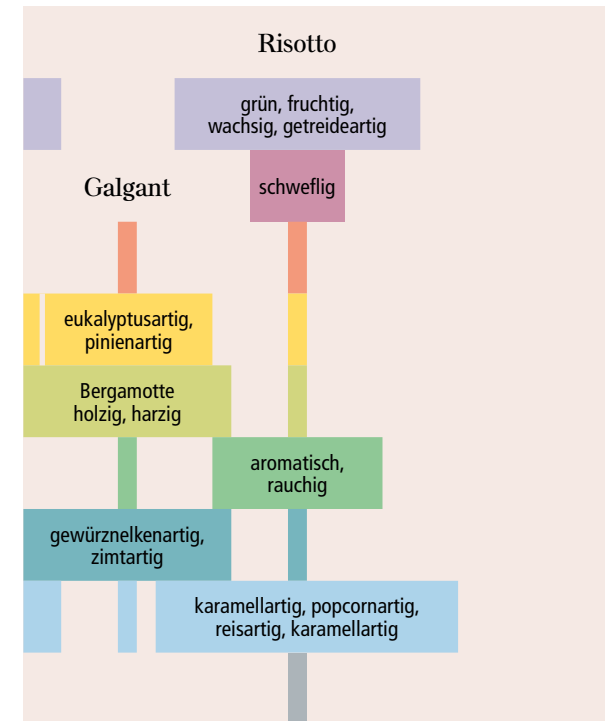 Risotto
grün, fruchtig,
wachsig, getreideartig
schweflig
Galgant
eukalyptusartig,
pinienartig
Bergamotte
holzig, harzig
aromatisch,
rauchig
gewürznelkenartig,
zimtartig
karamellartig, popcornartig,
reisartig, karamellartig